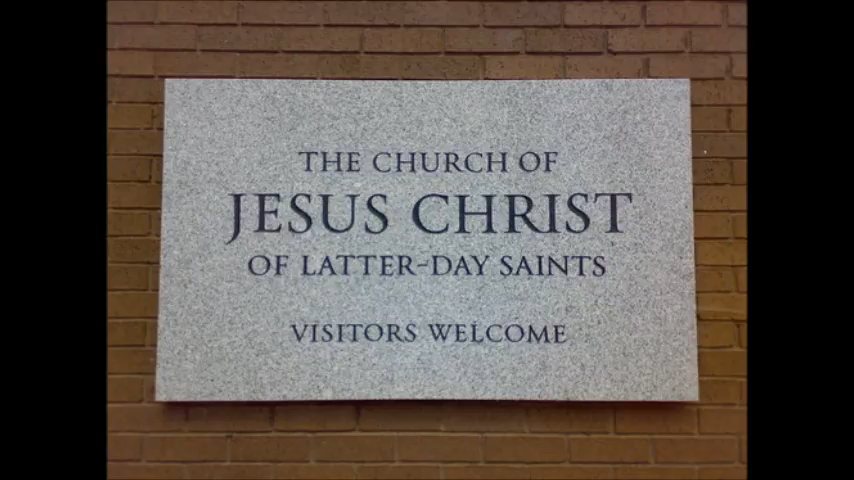 THE CHURCH OF
JESUS CHRIST
OF LATTER-DAY SAINTS
VISITORS WELCOME